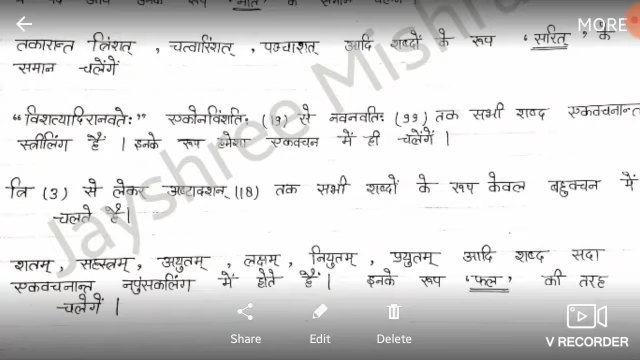 MORE
तकारान्त त्रिंशत् , चत्वारिंशत् , पञ्चाशत् आदि शब्दों के रूप "सरित्" के
समान चलेंगें
"विंशत्यादिरानवतेः" एकोनविंशतिः (19) से नवनवतिः (99) तक सभी शब्द एकवचनान्त
स्त्रीलिंग हैं । इनके रूप हमेशा एकवचन में ही चलेंगें ।
त्रि (3) से लेकर अष्टादशन् (18) तक सभी शब्दों के रूप केवल बहुवचन में
चलते हैं ।
शतम् , सहस्त्रम् , अयुतम् , लक्षम् , नियुतम् , प्रयुतम् आदि शब्द सदा
एकवचनान्त नपुंसकलिंग में होते हैं । इनके रूप "फल" की तरह
चलेगें ।
Jayshree Mishra
Share Edit Delete
V RECORDER